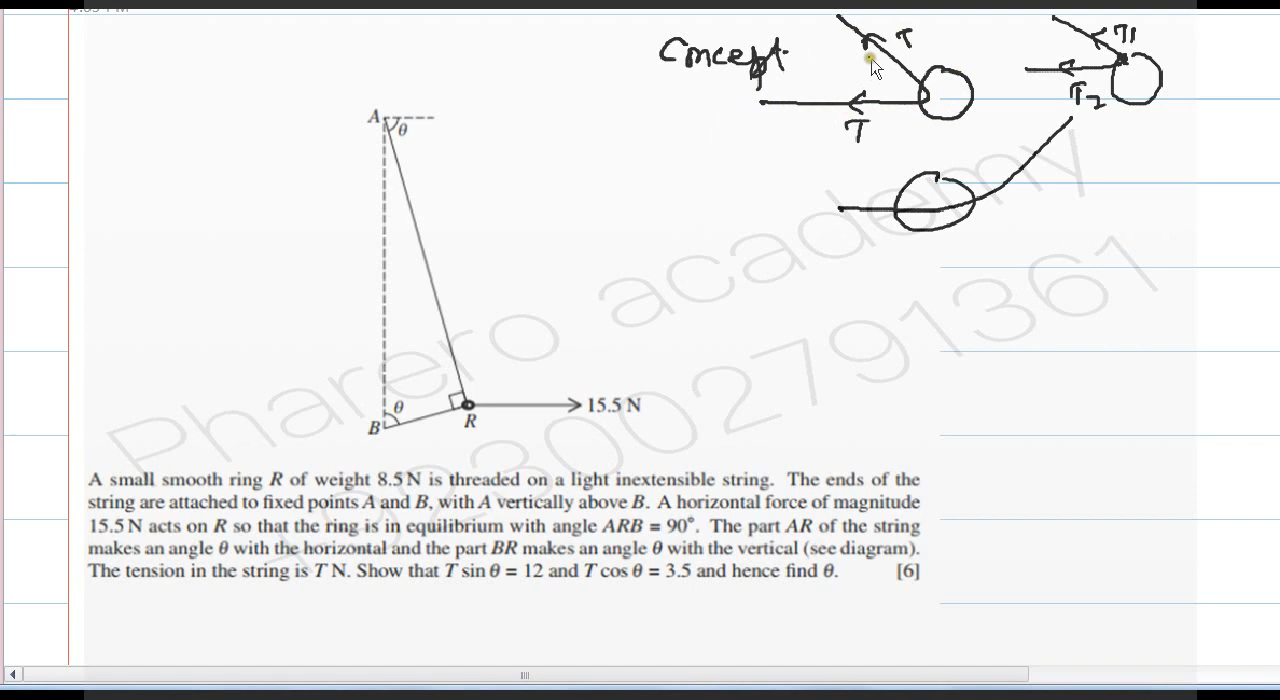 Concept.
T
T
T1
T2
A
θ
θ
B
R
15.5 N
A small smooth ring R of weight 8.5 N is threaded on a light inextensible string. The ends of the
string are attached to fixed points A and B, with A vertically above B. A horizontal force of magnitude
15.5 N acts on R so that the ring is in equilibrium with angle ARB = 90°. The part AR of the string
makes an angle θ with the horizontal and the part BR makes an angle θ with the vertical (see diagram).
The tension in the string is T N. Show that T sin θ = 12 and T cos θ = 3.5 and hence find θ. [6]
Pharero academy
+923002791361